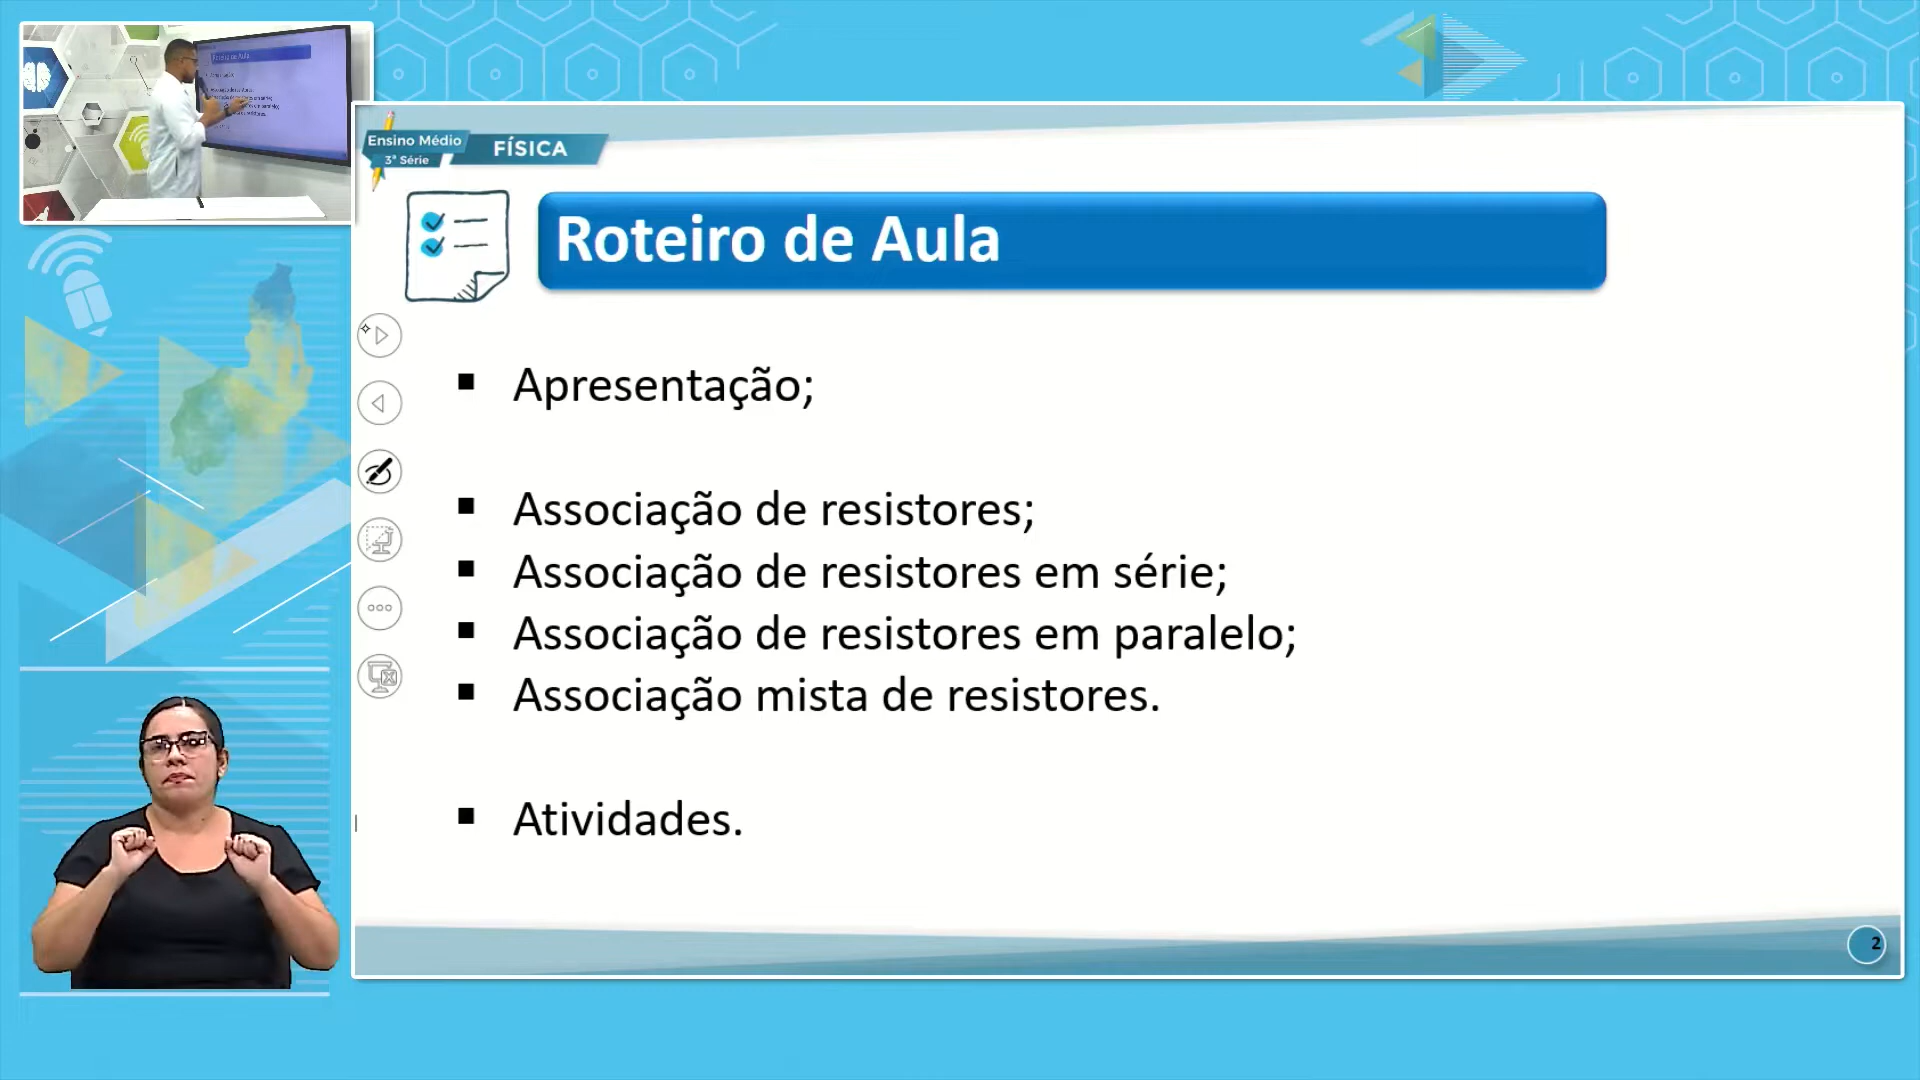 Ensino Médio
3ª Série
FÍSICA
Roteiro de Aula
Apresentação;
Associação de resistores;
Associação de resistores em série;
Associação de resistores em paralelo;
Associação mista de resistores.
Atividades.
2